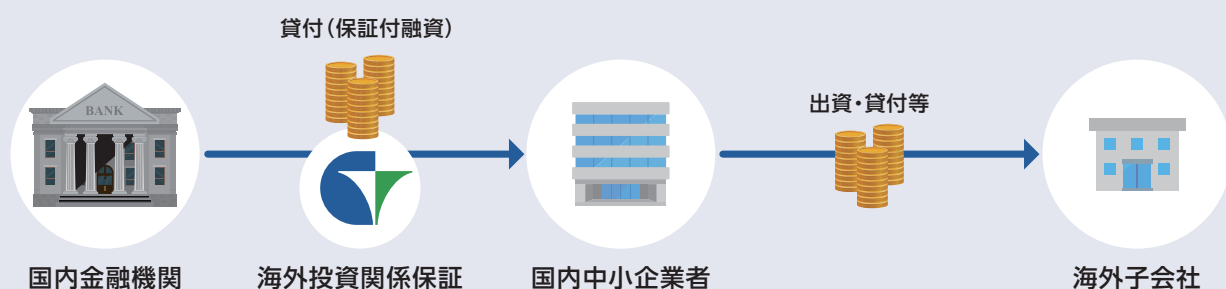 貸付（保証付融資）
BANK
出資・貸付等
国内金融機関
海外投資関係保証
国内中小企業者
海外子会社